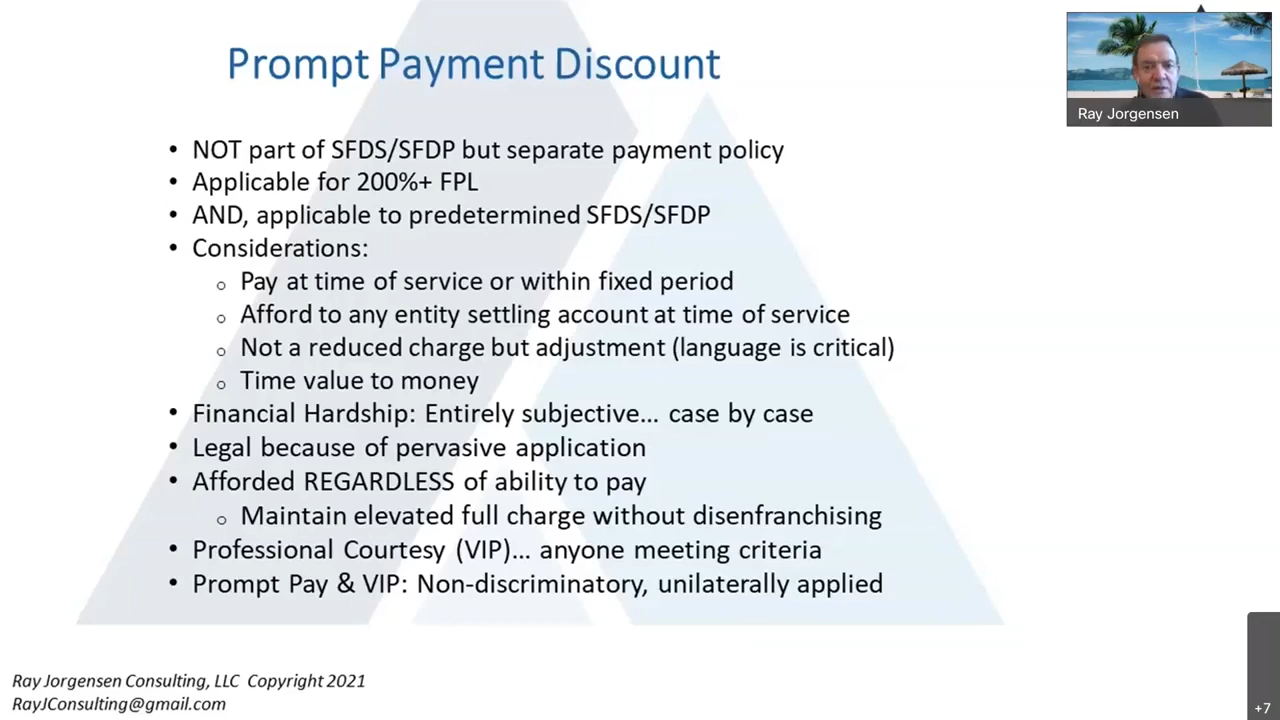 Prompt Payment Discount
Ray Jorgensen
• NOT part of SFDS/SFDP but separate payment policy
• Applicable for 200%+ FPL
• AND, applicable to predetermined SFDS/SFDP
• Considerations:
o Pay at time of service or within fixed period
o Afford to any entity settling account at time of service
o Not a reduced charge but adjustment (language is critical)
o Time value to money
• Financial Hardship: Entirely subjective... case by case
• Legal because of pervasive application
• Afforded REGARDLESS of ability to pay
o Maintain elevated full charge without disenfranchising
• Professional Courtesy (VIP)... anyone meeting criteria
• Prompt Pay & VIP: Non-discriminatory, unilaterally applied
Ray Jorgensen Consulting, LLC Copyright 2021
RayJConsulting@gmail.com
+7